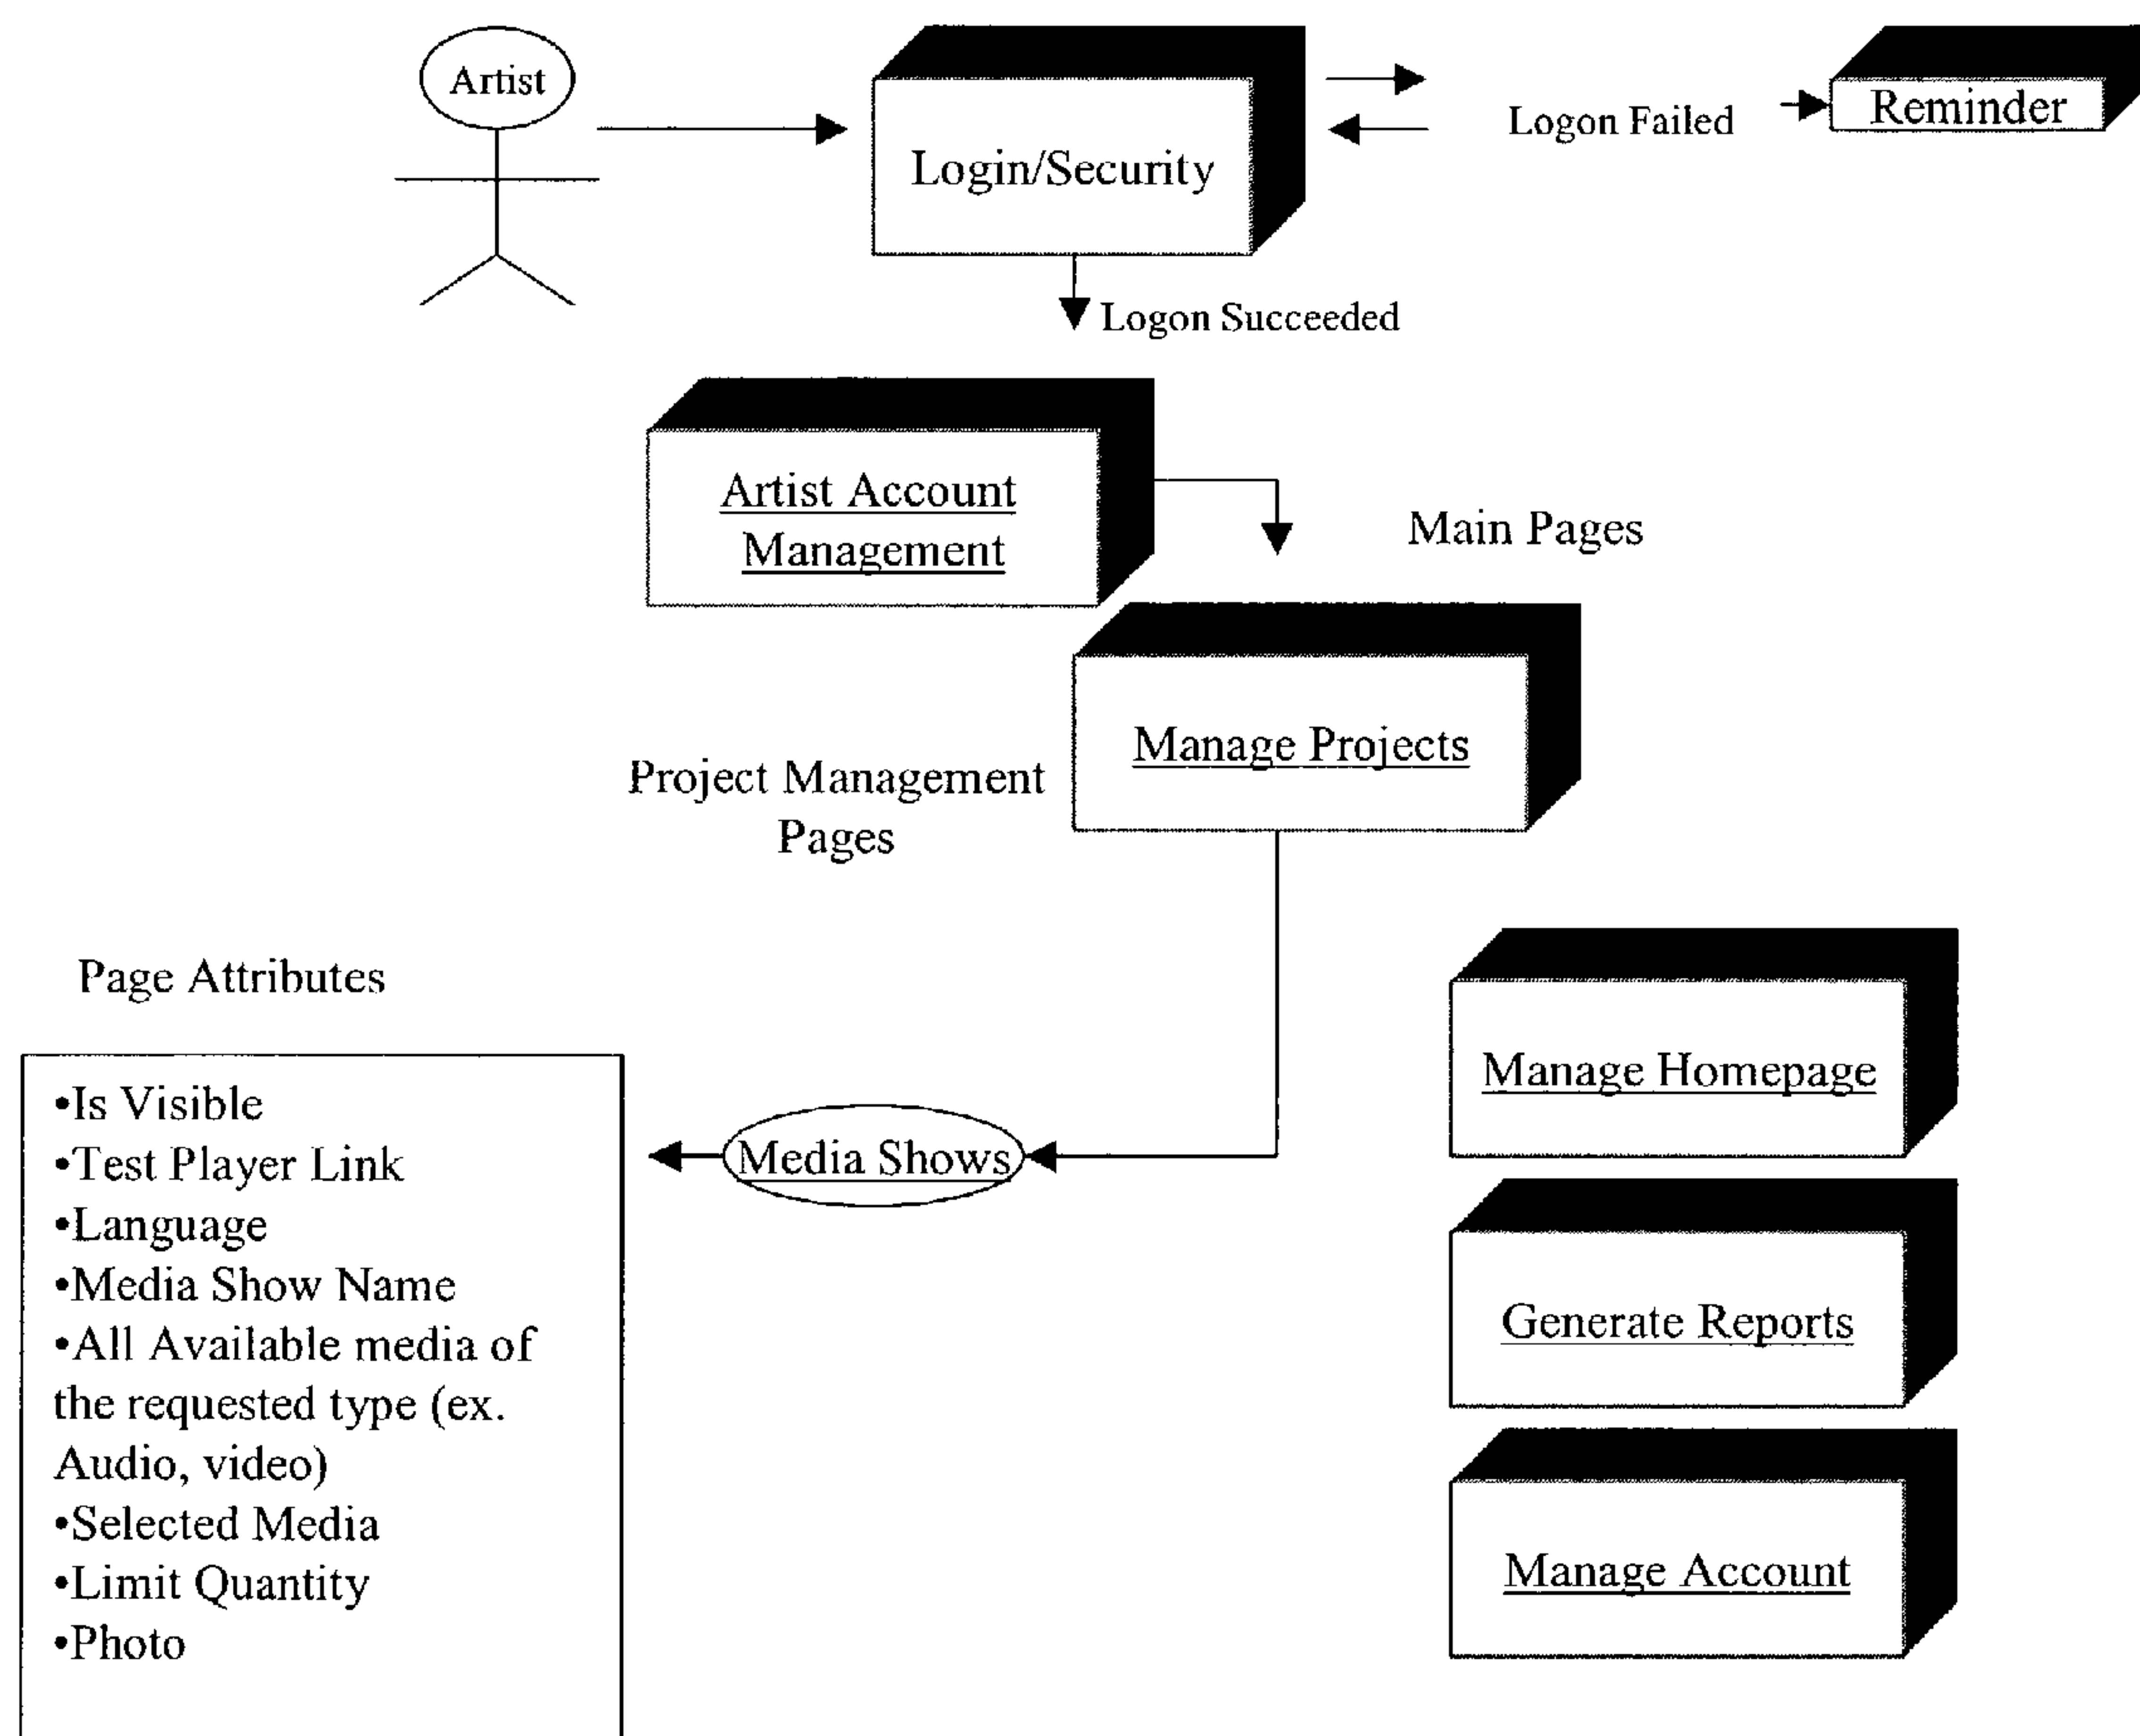 Artist
Login/Security
Logon Failed
Reminder
Logon Succeeded
Artist Account
Management
Main Pages
Manage Projects
Project Management
Pages
Page Attributes
•Is Visible
•Test Player Link
•Language
•Media Show Name
•All Available media of
the requested type (ex.
Audio, video)
•Selected Media
•Limit Quantity
•Photo
Media Shows
Manage Homepage
Generate Reports
Manage Account